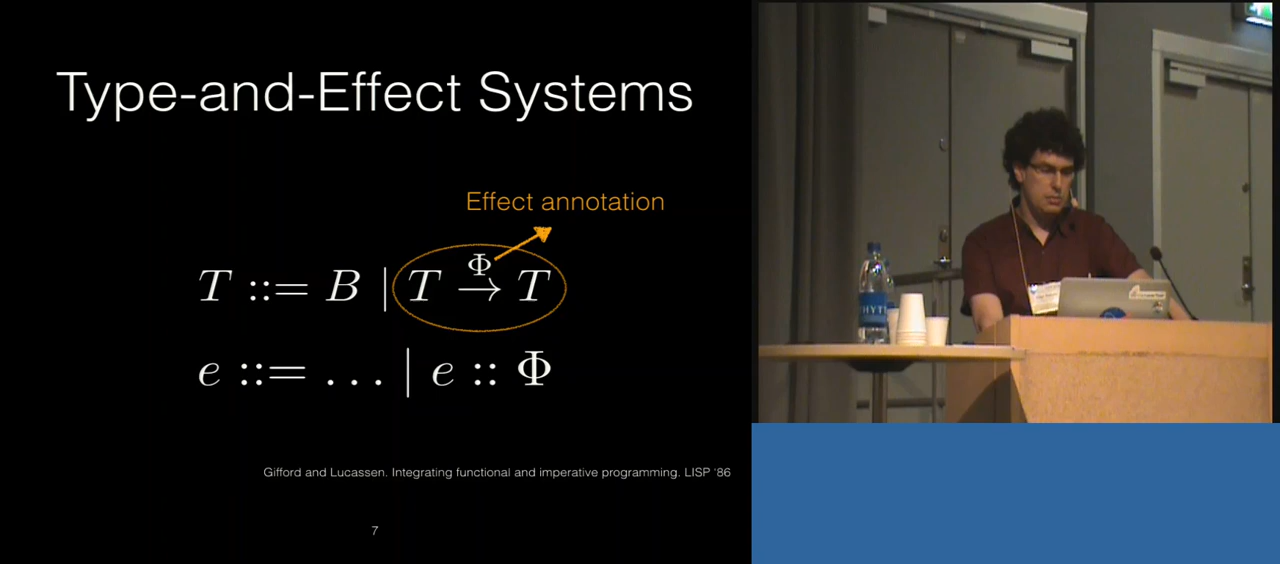 Type-and-Effect Systems
Effect annotation
T ::= B | T →^Φ T
e ::= ... | e :: Φ
Gifford and Lucassen. Integrating functional and imperative programming. LISP '86
7